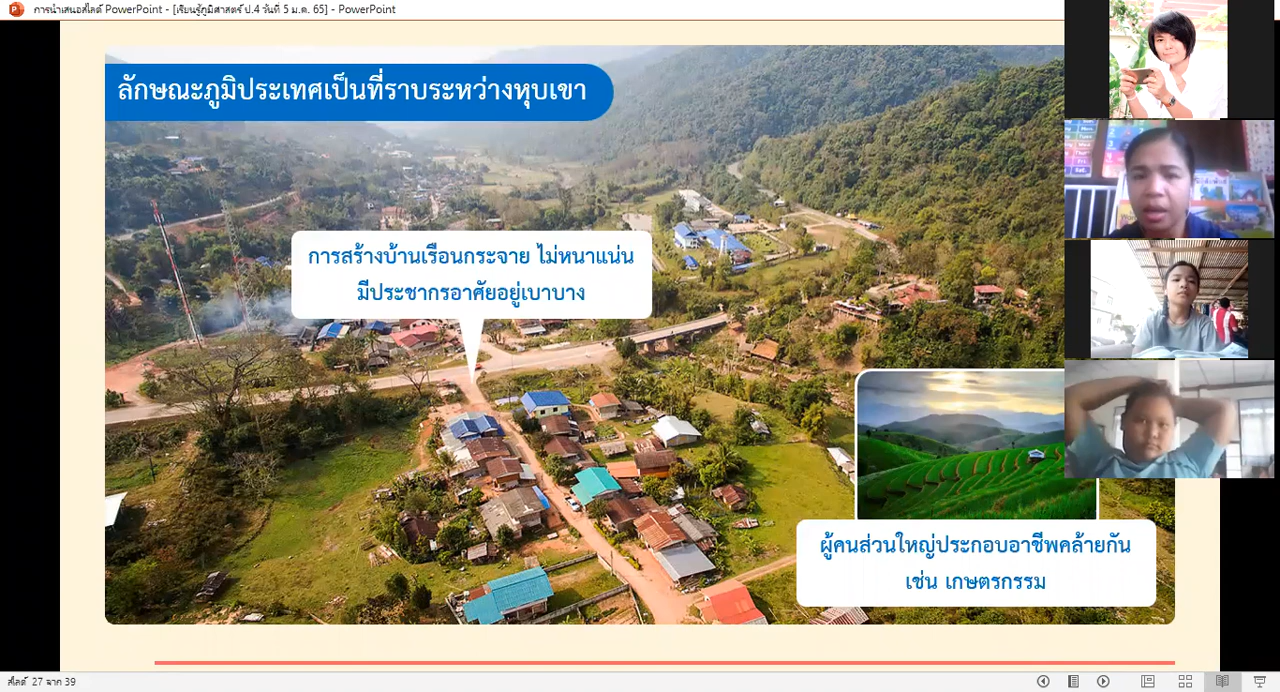 การนำเสนอสไลด์ PowerPoint - [เรียนรู้ภูมิศาสตร์ ป.4 วันที่ 5 ม.ค. 65] - PowerPoint
ลักษณะภูมิประเทศเป็นที่ราบระหว่างหุบเขา
การสร้างบ้านเรือนกระจาย ไม่หนาแน่น
มีประชากรอาศัยอยู่เบาบาง
ผู้คนส่วนใหญ่ประกอบอาชีพคล้ายกัน
เช่น เกษตรกรรม
สไลด์ 27 จาก 39